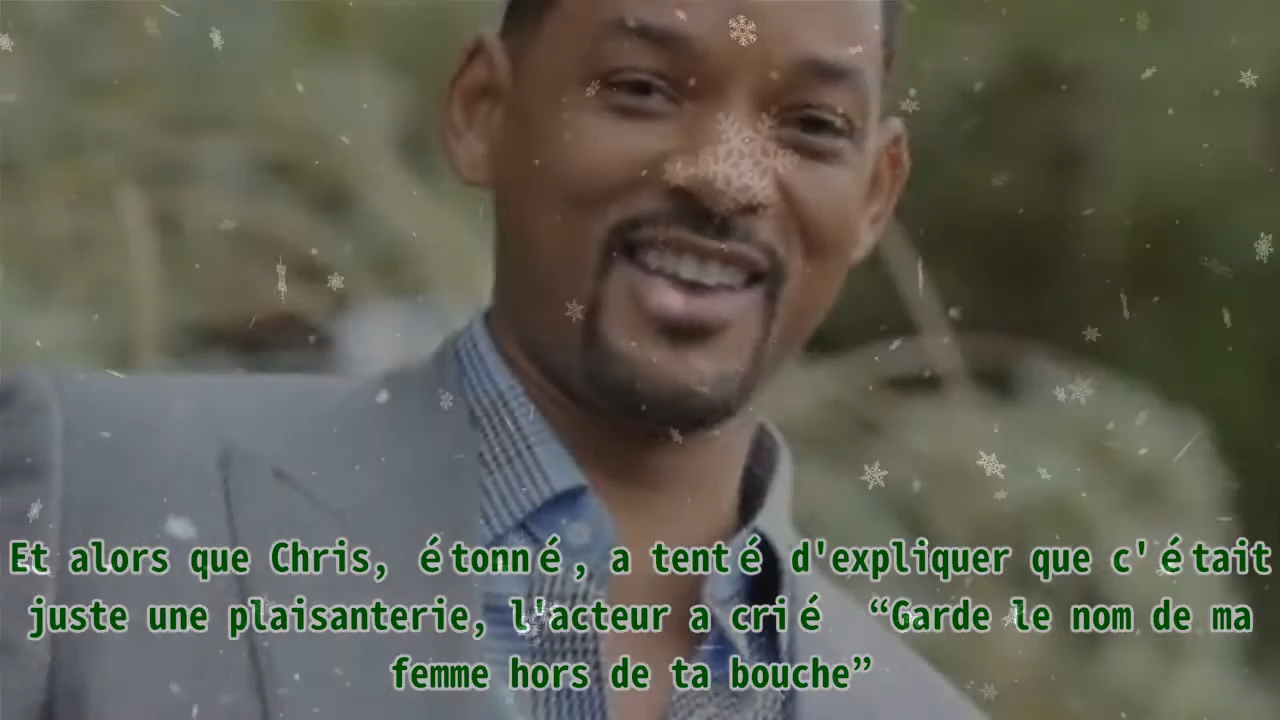 Et alors que Chris, étonné, a tenté d'expliquer que c'était
juste une plaisanterie, l'acteur a crié “Garde le nom de ma
femme hors de ta bouche”